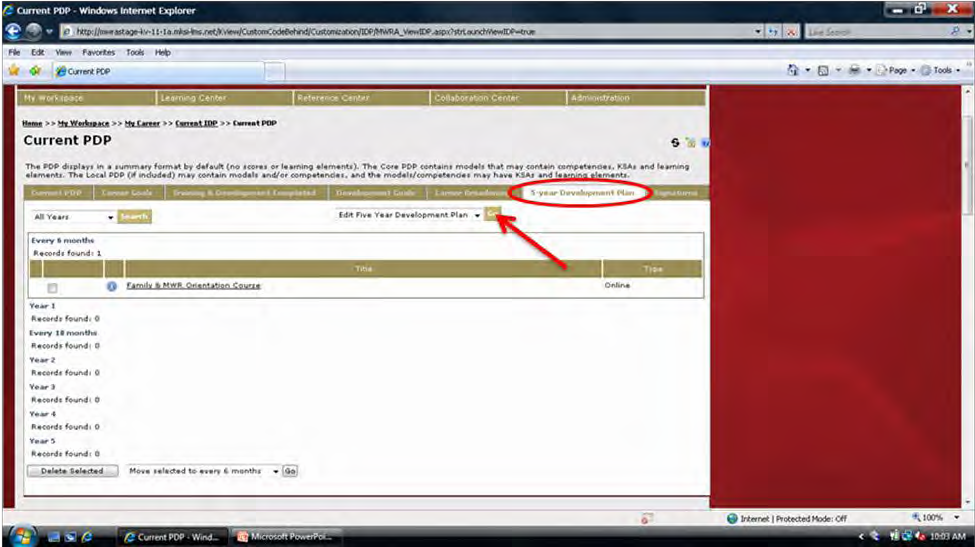 Current PDP - Windows Internet Explorer
http://mwrastage-kv-11-1a.mksi-lms.net/Kview/CustomCodeBehind/Customization/IDP/MWRA_ViewIDP.aspx?strLaunchViewIDP=true
Live Search
File Edit View Favorites Tools Help
Current PDP
Page Tools
My Workspace Learning Center Reference Center Collaboration Center Administration
Home >> My Workspace >> My Career >> Current IDP >> Current PDP
Current PDP
The PDP displays in a summary format by default (no scores or learning elements). The Core PDP contains models that may contain competencies, KSAs and learning
elements. The Local PDP (if included) may contain models and/or competencies, and the models/competencies may have KSAs and learning elements.
Current PDP Career Goals Training & Development Completed Development Goals Career Broadening 5-year Development Plan Signatures
All Years Search Edit Five Year Development Plan Go
Every 6 months
Records found: 1
Title Type
Family & MWR Orientation Course Online
Year 1
Records found: 0
Every 18 months
Records found: 0
Year 2
Records found: 0
Year 3
Records found: 0
Year 4
Records found: 0
Year 5
Records found: 0
Delete Selected Move selected to every 6 months Go
Internet | Protected Mode: Off 100%
Current PDP - Wind... Microsoft PowerPoi... 10:03 AM